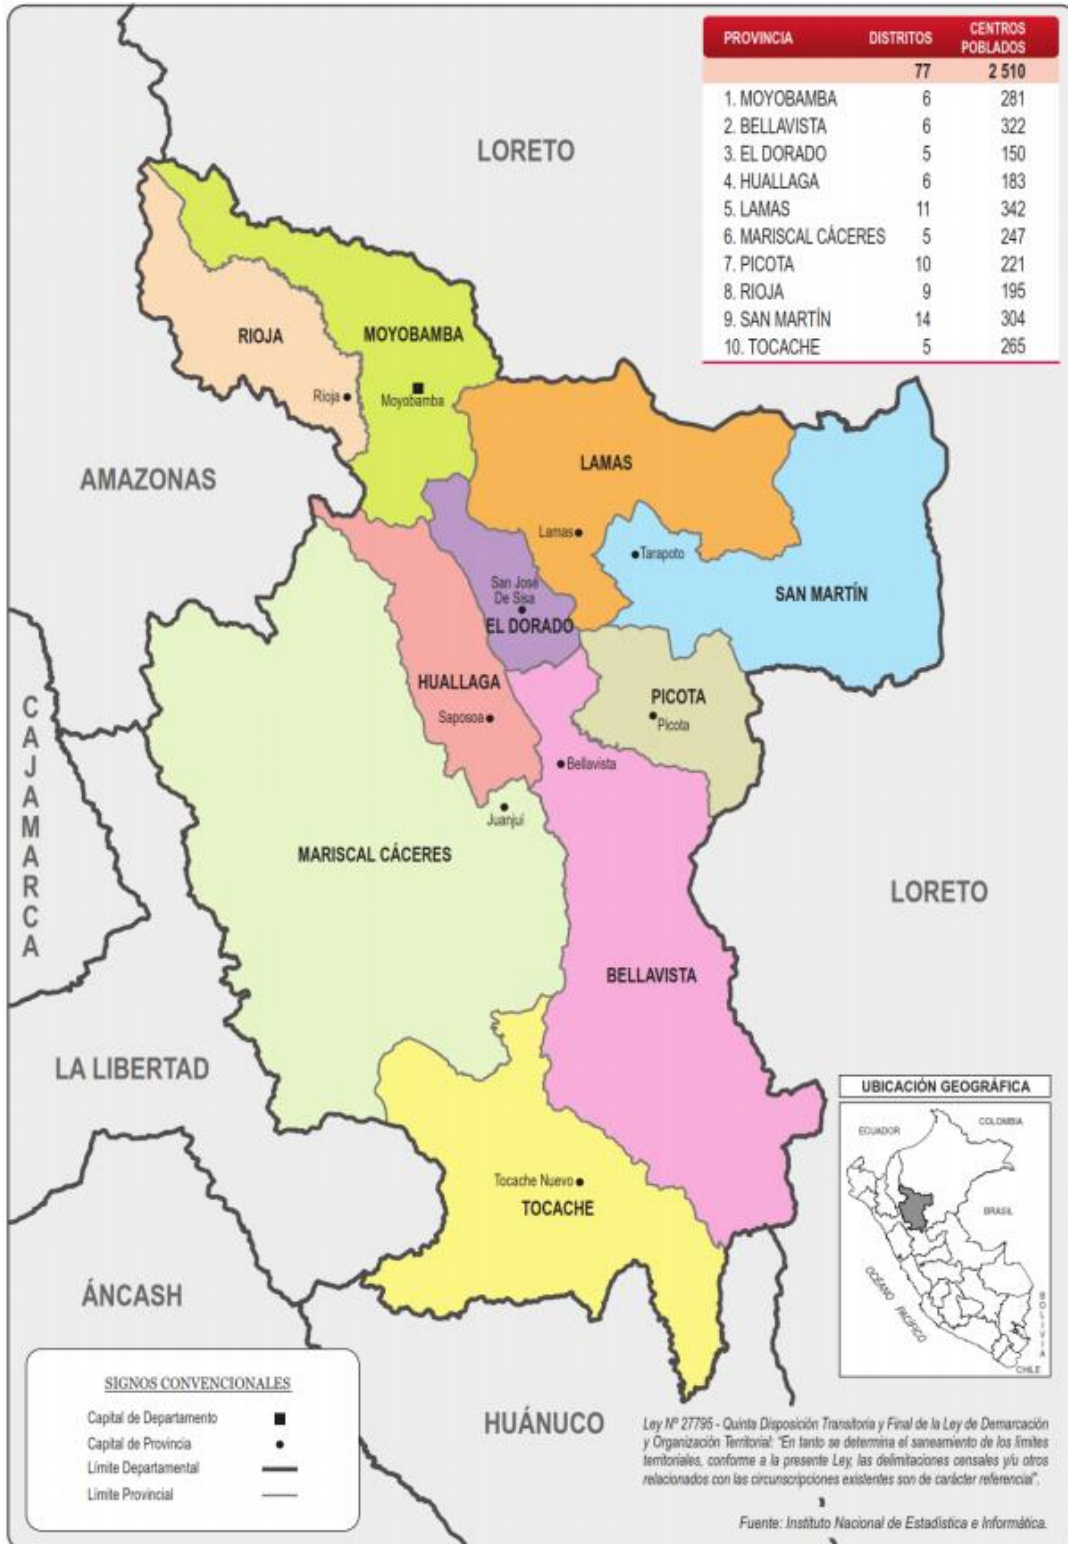 PROVINCIA DISTRITOS CENTROS POBLADOS
77 2 510
1. MOYOBAMBA 6 281
2. BELLAVISTA 6 322
3. EL DORADO 5 150
4. HUALLAGA 6 183
5. LAMAS 11 342
6. MARISCAL CÁCERES 5 247
7. PICOTA 10 221
8. RIOJA 9 195
9. SAN MARTÍN 14 304
10. TOCACHE 5 265
LORETO
RIOJA
MOYOBAMBA
Rioja
Moyobamba
AMAZONAS
LAMAS
Lamas
Tarapoto
San José
De Sisa
SAN MARTÍN
EL DORADO
HUALLAGA
PICOTA
Saposoa
Picota
CAJAMARCA
Bellavista
Juanjuí
MARISCAL CÁCERES
LORETO
BELLAVISTA
LA LIBERTAD
Tocache Nuevo
TOCACHE
ÁNCASH
HUÁNUCO
UBICACIÓN GEOGRÁFICA
ECUADOR
COLOMBIA
BRASIL
OCÉANO PACÍFICO
BOLIVIA
CHILE
SIGNOS CONVENCIONALES
Capital de Departamento
Capital de Provincia
Límite Departamental
Límite Provincial
Ley Nº 27795 - Quinta Disposición Transitoria y Final de la Ley de Demarcación
y Organización Territorial: "En tanto se determina el saneamiento de los límites
territoriales, conforme a la presente Ley, las delimitaciones censales y/u otros
relacionados con las circunscripciones existentes son de carácter referencial".
Fuente: Instituto Nacional de Estadística e Informática.